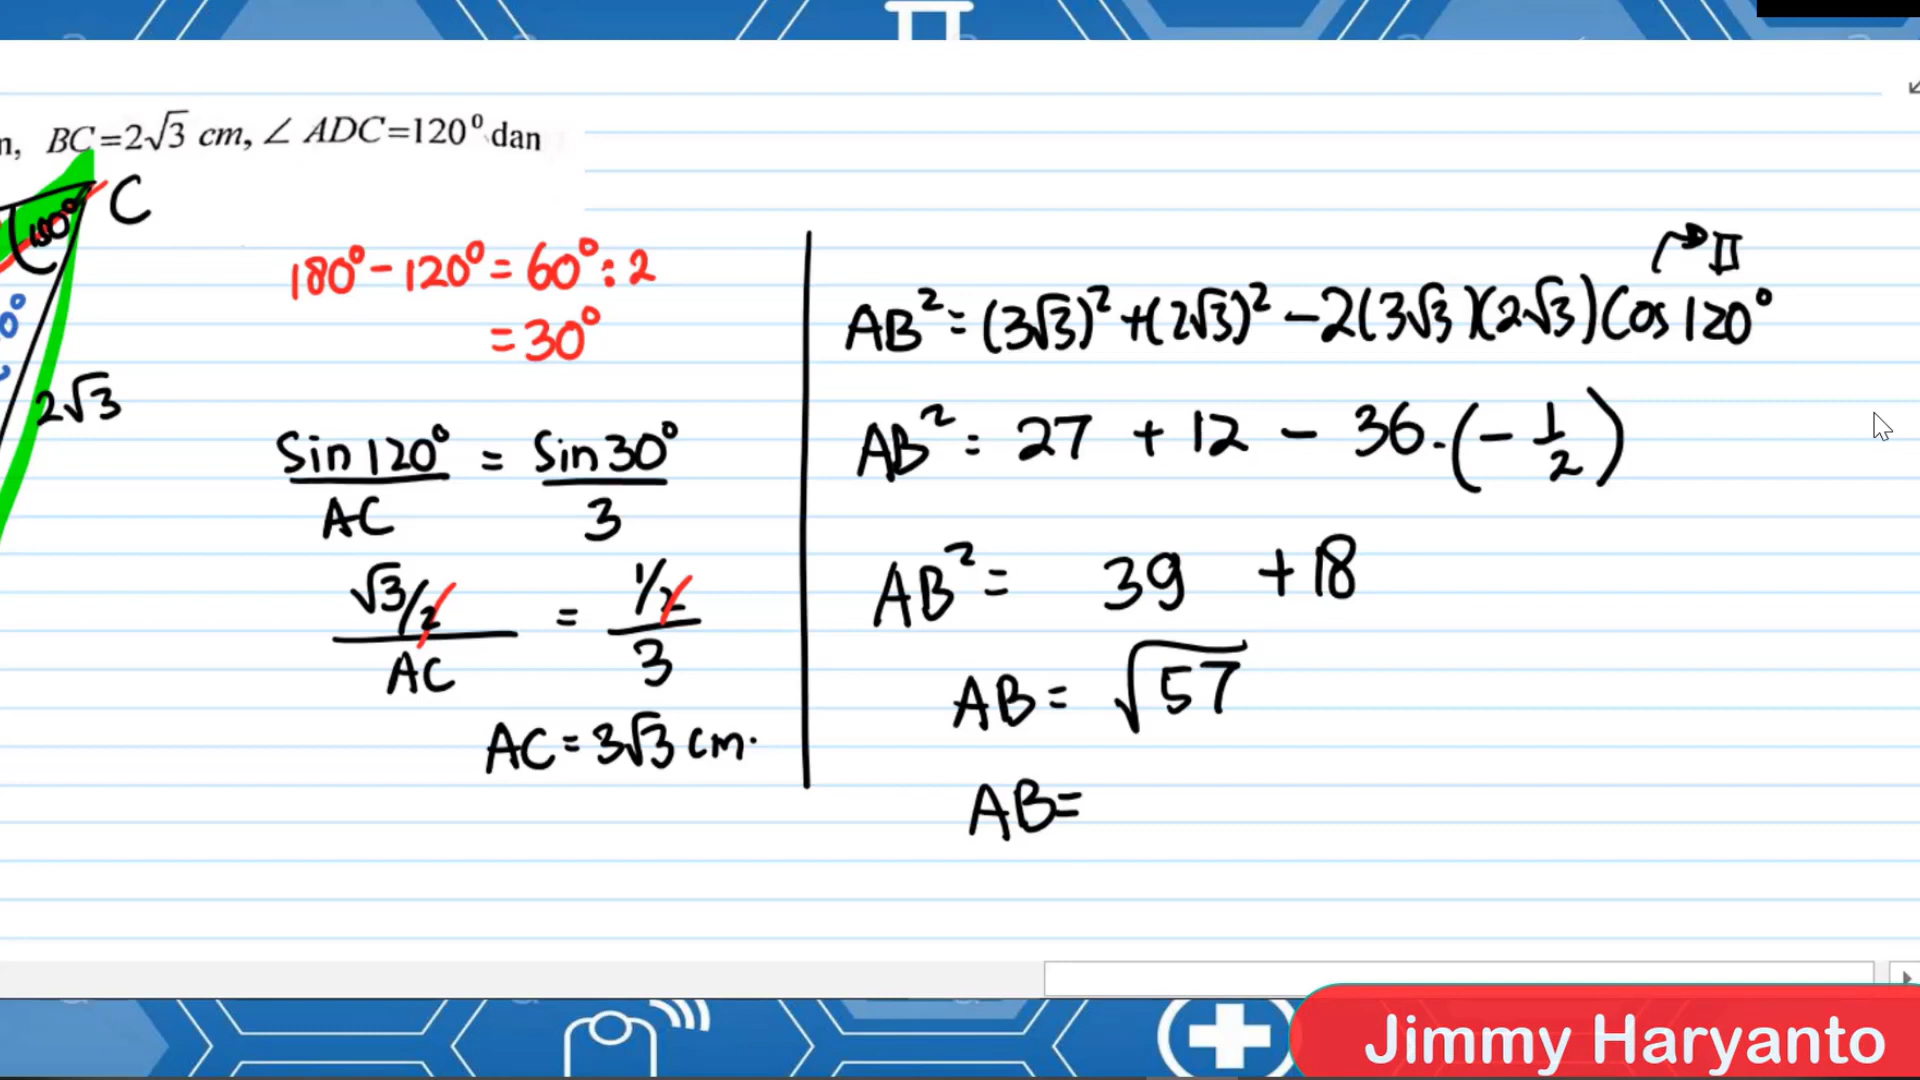 BC=2√3 cm, ∠ ADC=120⁰ dan
C
2√3
180° - 120° = 60° : 2
= 30°
Sin 120° / AC = Sin 30° / 3
√3/2 / AC = 1/2 / 3
AC = 3√3 cm.
II
AB² = (3√3)² + (2√3)² - 2(3√3)(2√3) Cos 120°
AB² = 27 + 12 - 36 . (- 1/2)
AB² = 39 + 18
AB = √57
AB =
Jimmy Haryanto